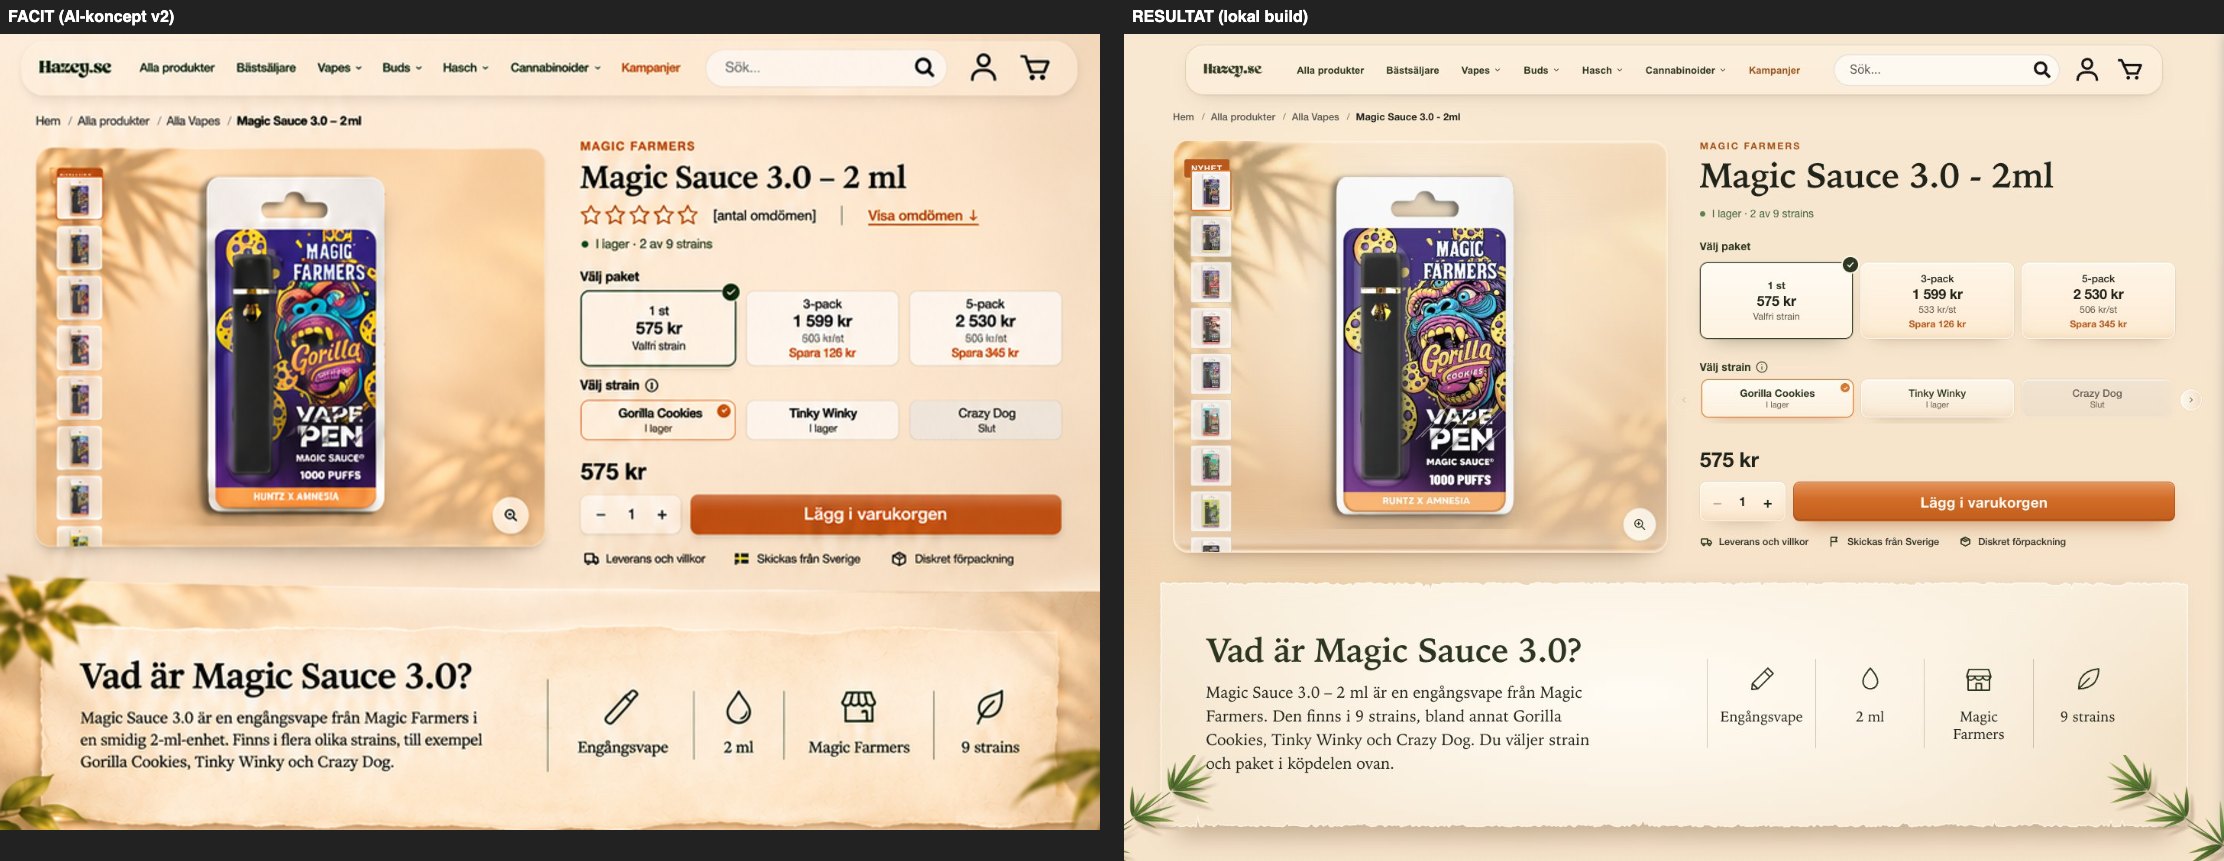 FACIT (AI-koncept v2)
Hazey.se
Alla produkter
Bästsäljare
Vapes
Buds
Hasch
Cannabinoider
Kampanjer
Sök...
Hem / Alla produkter / Alla Vapes / Magic Sauce 3.0 – 2 ml
MAGIC FARMERS
VAPE PEN
MAGIC SAUCE®
1000 PUFFS
RUNTZ X AMNESIA
Gorilla
MAGIC FARMERS
Magic Sauce 3.0 – 2 ml
[antal omdömen]
Visa omdömen ↓
I lager · 2 av 9 strains
Välj paket
1 st
575 kr
Valfri strain
3-pack
1 599 kr
Spara 126 kr
5-pack
2 530 kr
Spara 345 kr
Välj strain
Gorilla Cookies
I lager
Tinky Winky
I lager
Crazy Dog
Slut
575 kr
− 1 +
Lägg i varukorgen
Leverans och villkor
Skickas från Sverige
Diskret förpackning
Vad är Magic Sauce 3.0?
Magic Sauce 3.0 är en engångsvape från Magic Farmers i
en smidig 2-ml-enhet. Finns i flera olika strains, till exempel
Gorilla Cookies, Tinky Winky och Crazy Dog.
Engångsvape
2 ml
Magic Farmers
9 strains
RESULTAT (lokal build)
Hazey.se
Alla produkter
Bästsäljare
Vapes
Buds
Hasch
Cannabinoider
Kampanjer
Sök...
Hem / Alla produkter / Alla Vapes / Magic Sauce 3.0 - 2ml
NYHET
MAGIC FARMERS
Gorilla
COOKIES
VAPE PEN
MAGIC SAUCE®
1000 PUFFS
RUNTZ X AMNESIA
MAGIC FARMERS
Magic Sauce 3.0 - 2ml
I lager · 2 av 9 strains
Välj paket
1 st
575 kr
Valfri strain
3-pack
1 599 kr
533 kr/st
Spara 126 kr
5-pack
2 530 kr
506 kr/st
Spara 345 kr
Välj strain
Gorilla Cookies
I lager
Tinky Winky
I lager
Crazy Dog
Slut
575 kr
− 1 +
Lägg i varukorgen
Leverans och villkor
Skickas från Sverige
Diskret förpackning
Vad är Magic Sauce 3.0?
Magic Sauce 3.0 – 2 ml är en engångsvape från Magic
Farmers. Den finns i 9 strains, bland annat Gorilla
Cookies, Tinky Winky och Crazy Dog. Du väljer strain
och paket i köpdelen ovan.
Engångsvape
2 ml
Magic
Farmers
9 strains